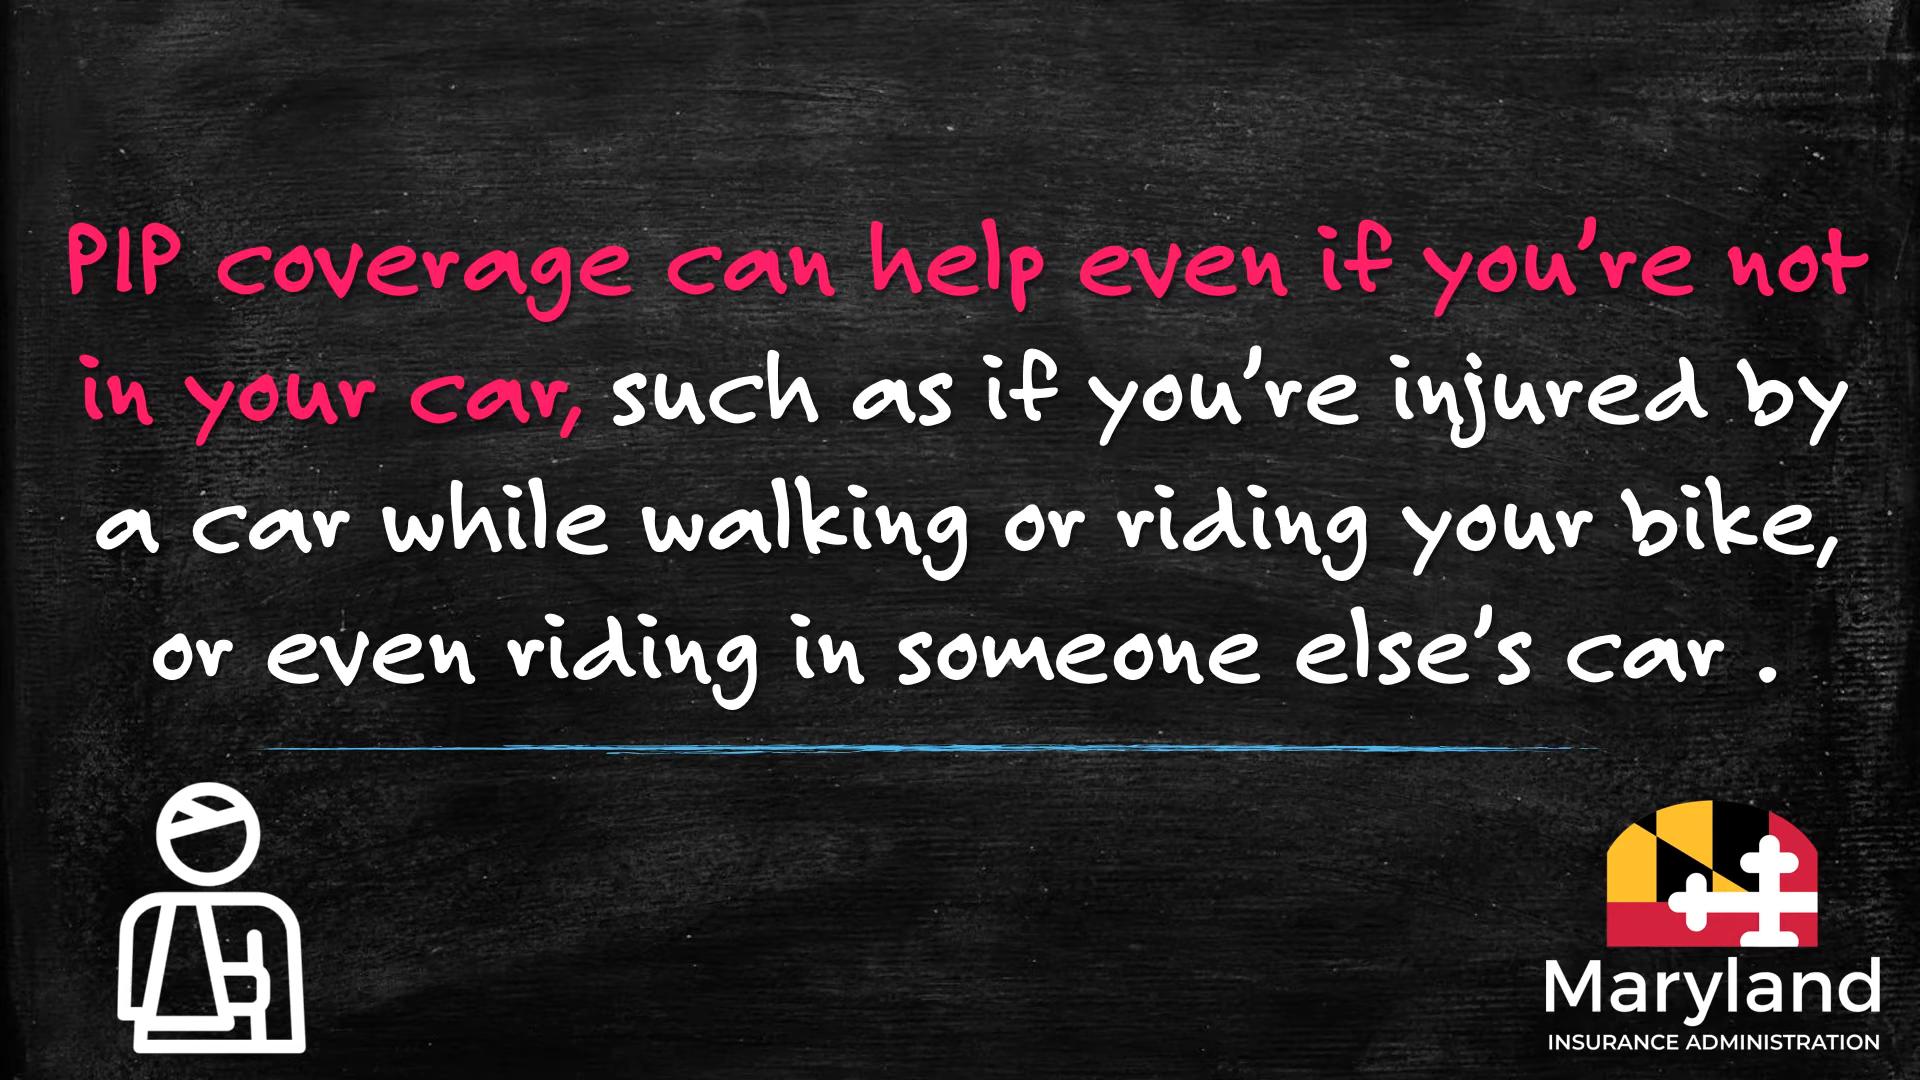 PIP coverage can help even if you're not
in your car, such as if you're injured by
a car while walking or riding your bike,
or even riding in someone else's car .
Maryland
INSURANCE ADMINISTRATION